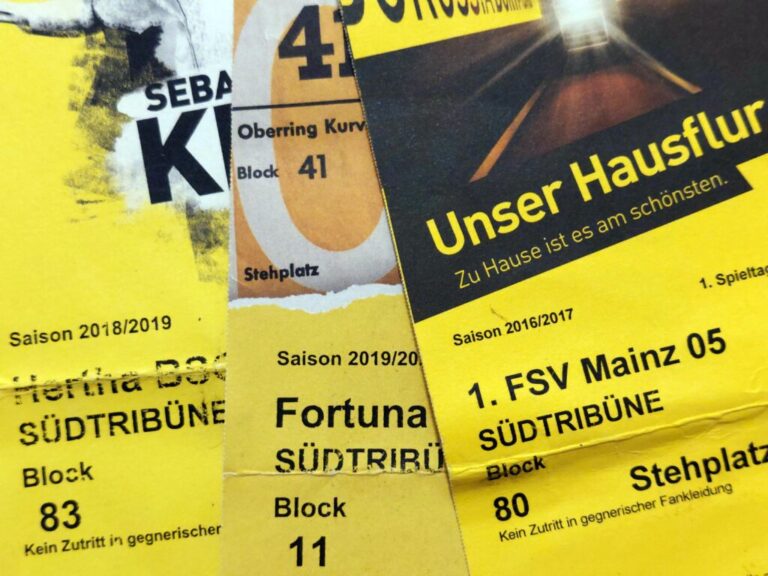 SEBA
K
Saison 2018/2019
Hertha BSC
SÜDTRIBÜNE
Block
83
Kein Zutritt in gegnerischer
41
Oberring Kurv
Block 41
Stehplatz
Saison 2019/20
Fortuna
SÜDTRIBÜ
Block
11
Unser Hausflur
Zu Hause ist es am schönsten.
1. Spieltag
Saison 2016/2017
1. FSV Mainz 05
SÜDTRIBÜNE
Block
80
Stehplatz
Kein Zutritt in gegnerischer Fankleidung